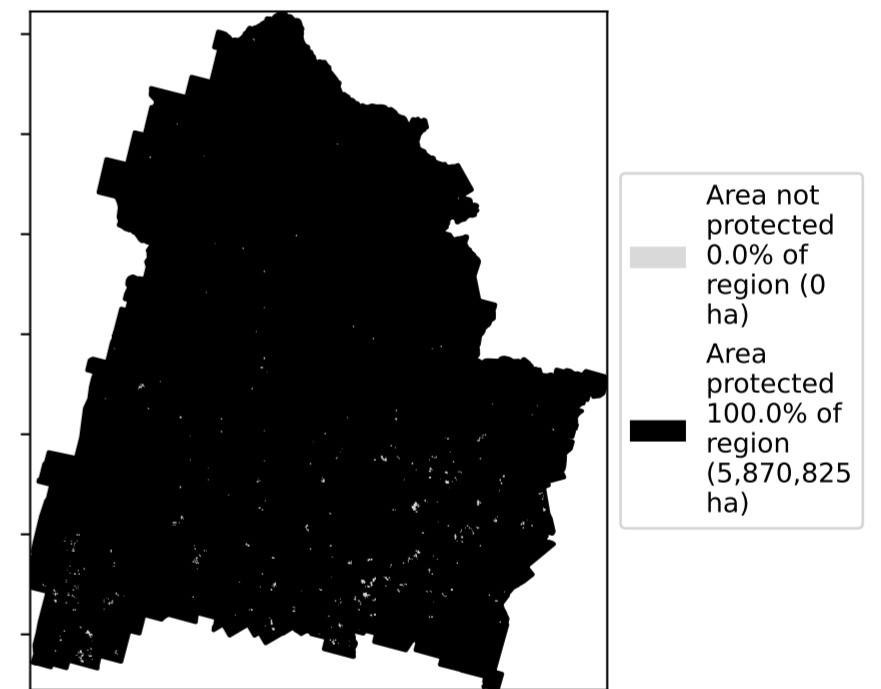 Area not
protected
0.0% of
region (0
ha)
Area
protected
100.0% of
region
(5,870,825
ha)